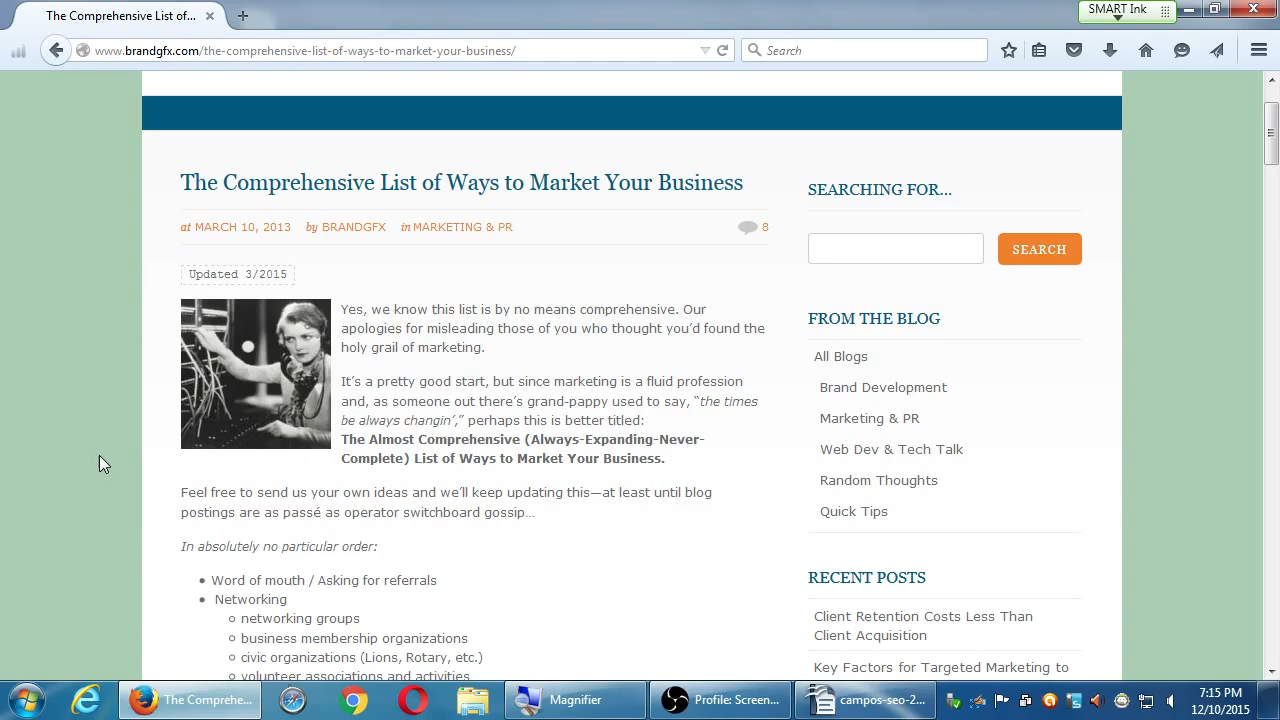 The Comprehensive List of...
SMART Ink
www.brandgfx.com/the-comprehensive-list-of-ways-to-market-your-business/
Search
The Comprehensive List of Ways to Market Your Business
at MARCH 10, 2013 by BRANDGFX in MARKETING & PR 8
Updated 3/2015
Yes, we know this list is by no means comprehensive. Our
apologies for misleading those of you who thought you'd found the
holy grail of marketing.
It's a pretty good start, but since marketing is a fluid profession
and, as someone out there's grand-pappy used to say, "the times
be always changin'," perhaps this is better titled:
The Almost Comprehensive (Always-Expanding-Never-
Complete) List of Ways to Market Your Business.
Feel free to send us your own ideas and we'll keep updating this—at least until blog
postings are as passé as operator switchboard gossip…
In absolutely no particular order:
• Word of mouth / Asking for referrals
• Networking
○ networking groups
○ business membership organizations
○ civic organizations (Lions, Rotary, etc.)
○ volunteer associations and activities
SEARCHING FOR...
SEARCH
FROM THE BLOG
All Blogs
Brand Development
Marketing & PR
Web Dev & Tech Talk
Random Thoughts
Quick Tips
RECENT POSTS
Client Retention Costs Less Than
Client Acquisition
Key Factors for Targeted Marketing to
The Comprehe...
Magnifier
Profile: Screen...
campos-seo-2...
7:15 PM
12/10/2015